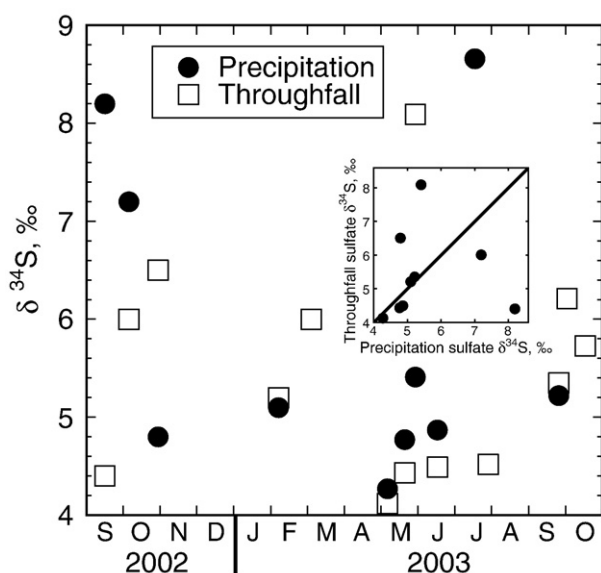 9
8
7
6
5
4
δ ³⁴S, ‰
Precipitation
Throughfall
Throughfall sulfate δ³⁴S, ‰
8
7
6
5
4
4 5 6 7 8
Precipitation sulfate δ³⁴S, ‰
S O N D J F M A M J J A S O
2002 2003